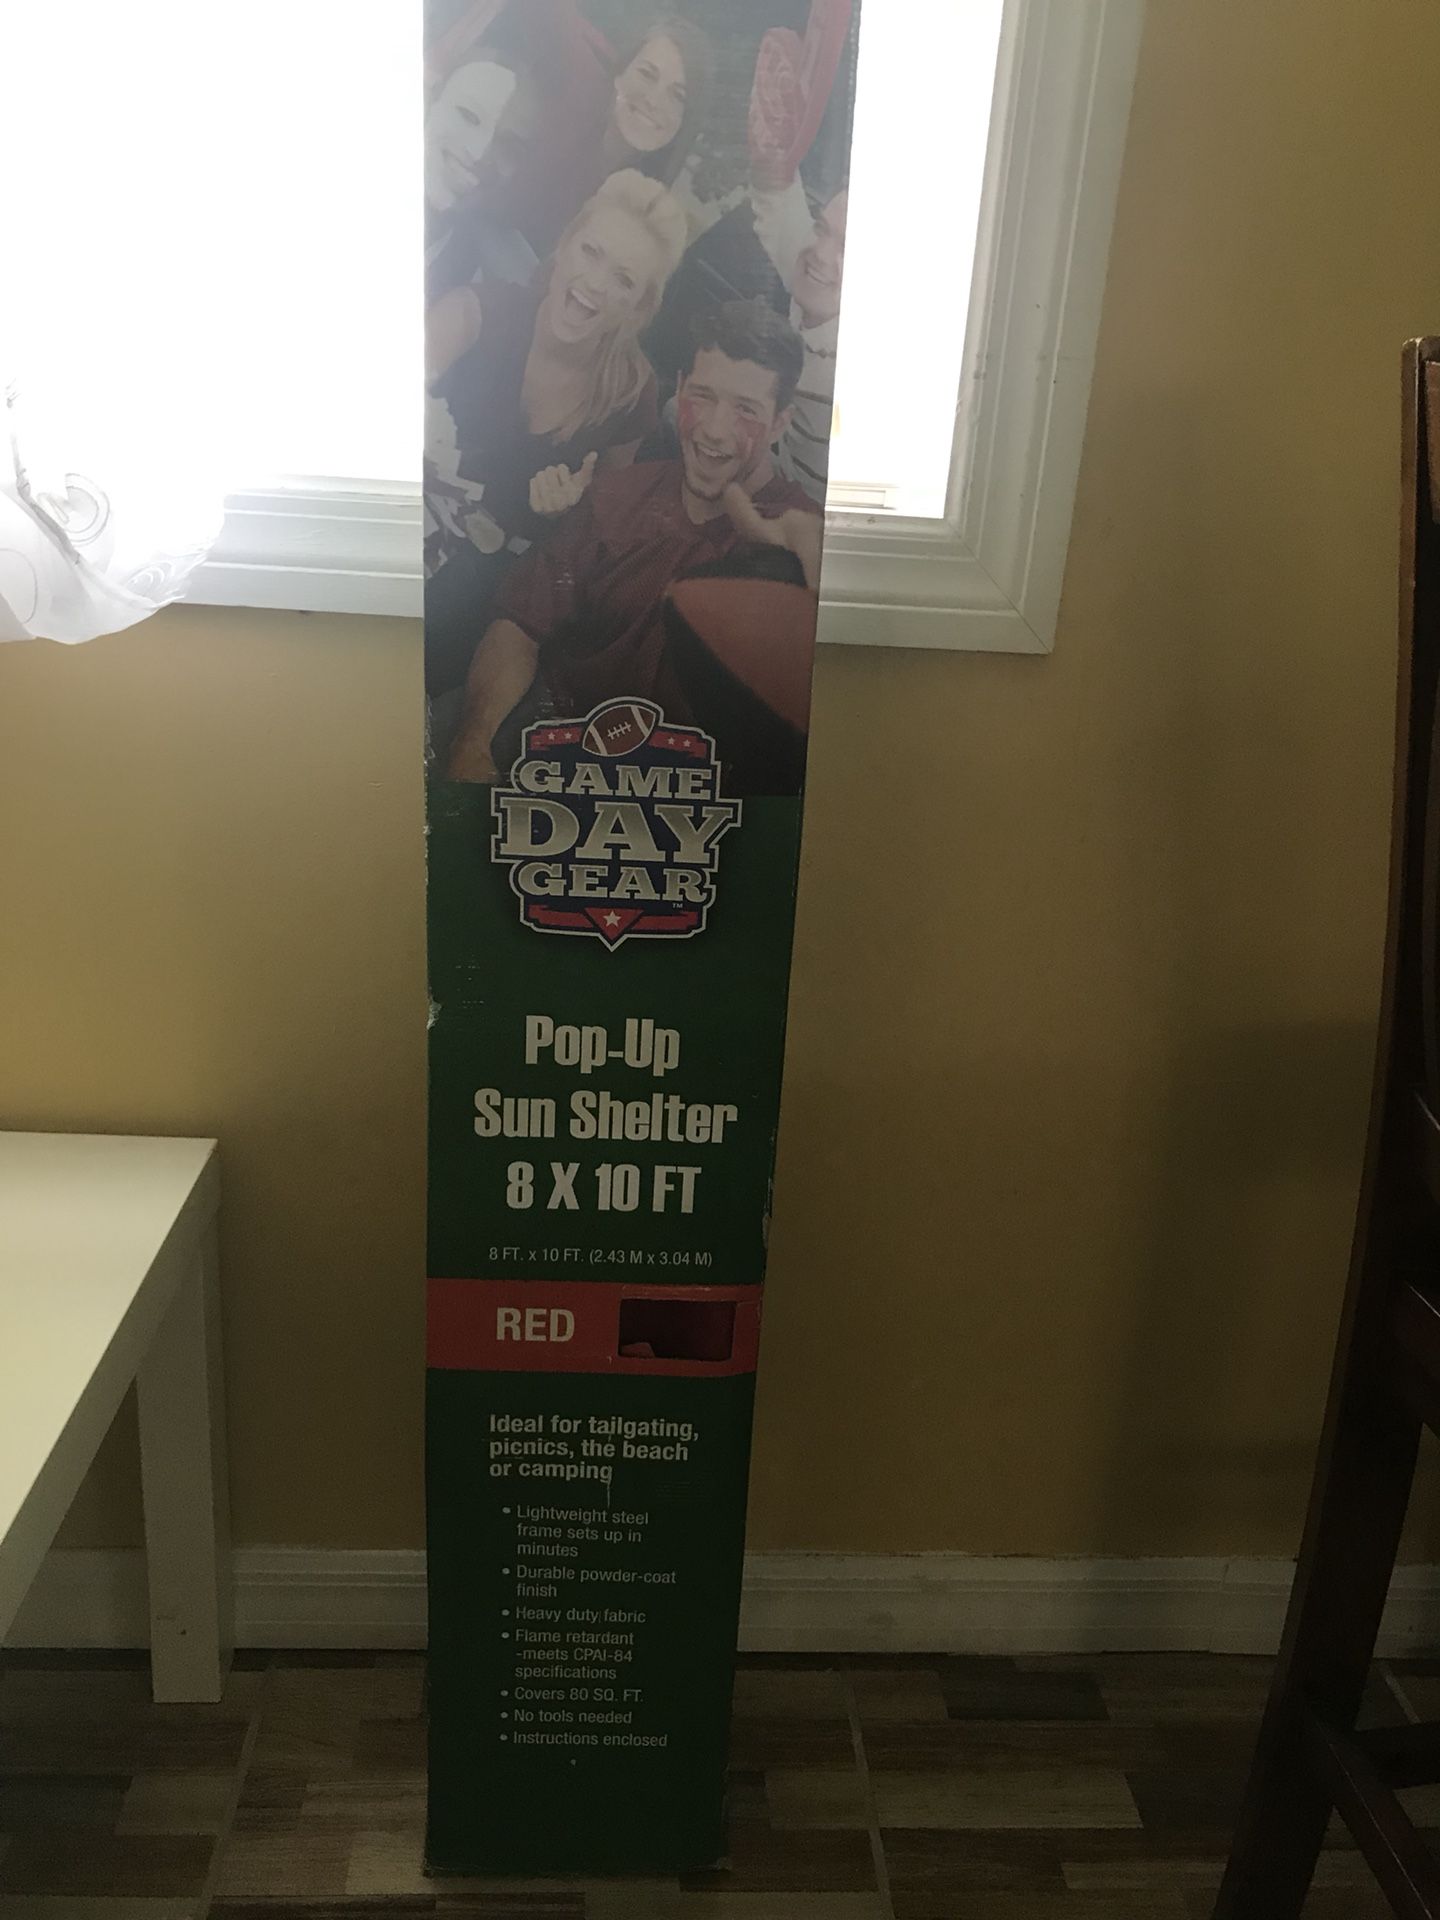 GAME
DAY
GEAR
TM
Pop-Up
Sun Shelter
8 X 10 FT
8 FT. x 10 FT. (2.43 M x 3.04 M)
RED
Ideal for tailgating,
picnics, the beach
or camping
• Lightweight steel
frame sets up in
minutes
• Durable powder-coat
finish
• Heavy duty fabric
• Flame retardant
-meets CPAI-84
specifications
• Covers 80 SQ. FT.
• No tools needed
• Instructions enclosed